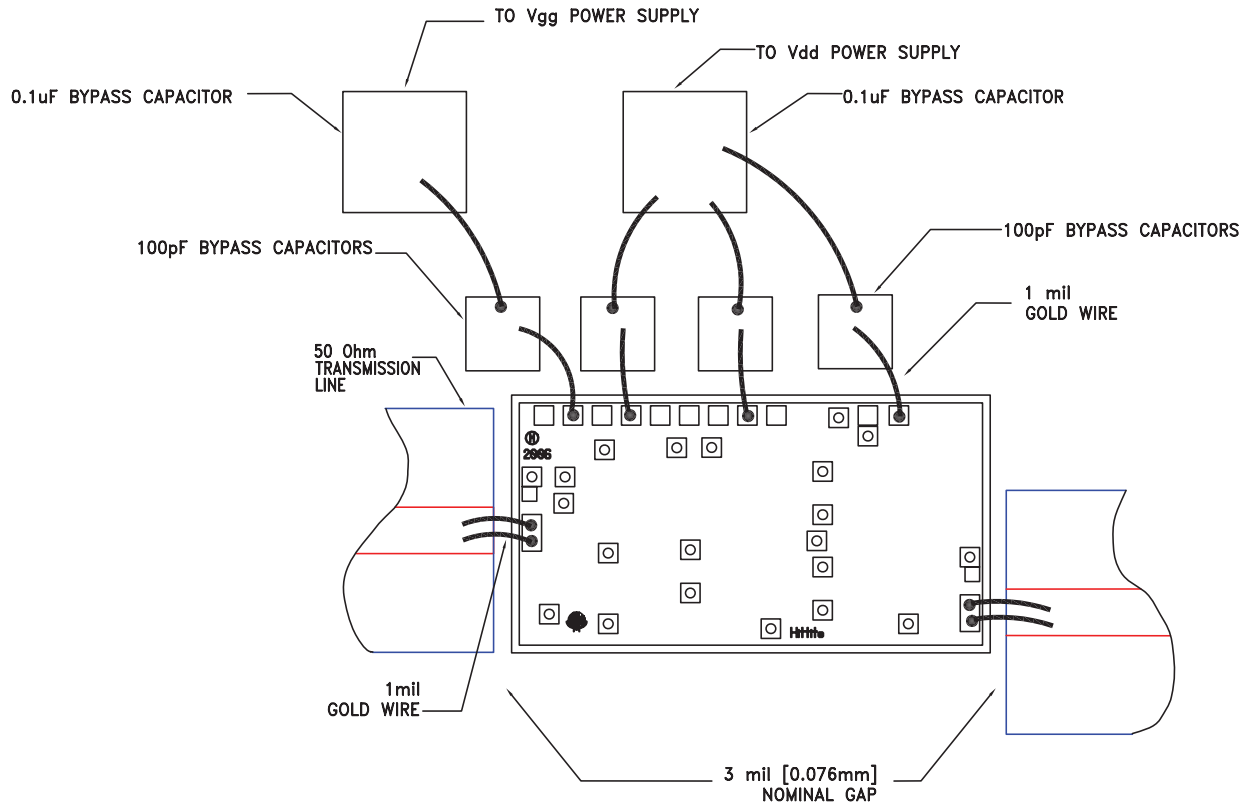 TO Vgg POWER SUPPLY
TO Vdd POWER SUPPLY
0.1uF BYPASS CAPACITOR
0.1uF BYPASS CAPACITOR
100pF BYPASS CAPACITORS
100pF BYPASS CAPACITORS
1 mil
GOLD WIRE
50 Ohm
TRANSMISSION
LINE
H
2006
Hittite
1mil
GOLD WIRE
3 mil [0.076mm]
NOMINAL GAP